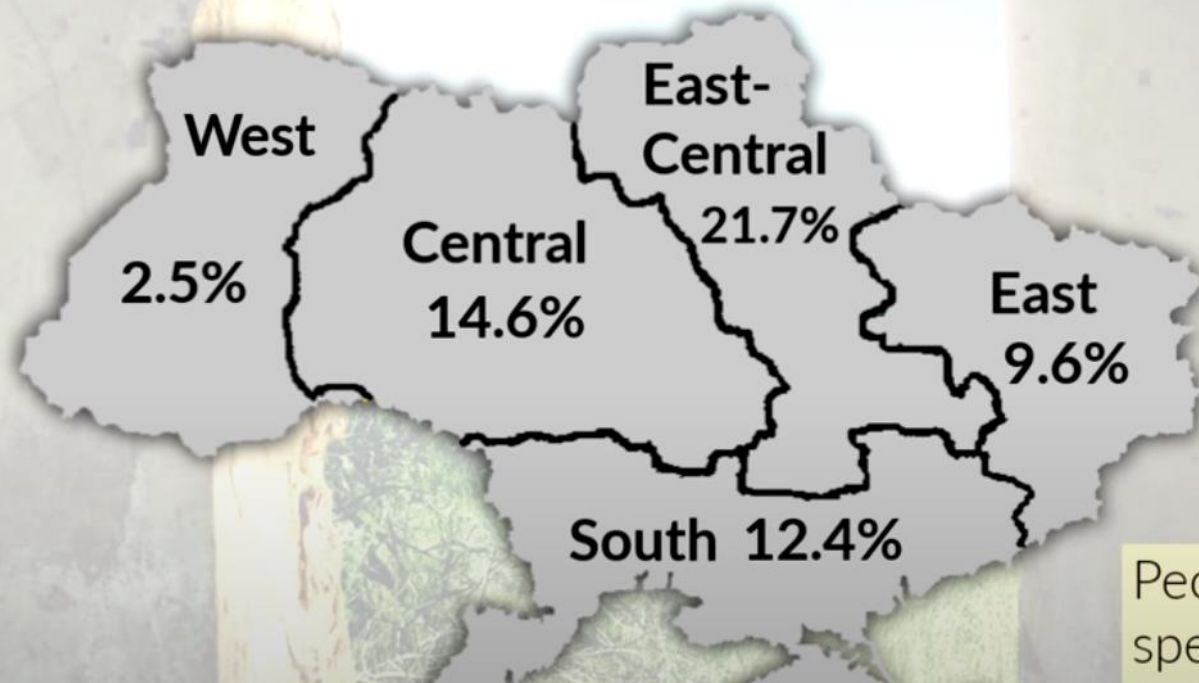 West
2.5%
Central
14.6%
East-
Central
21.7%
East
9.6%
South 12.4%